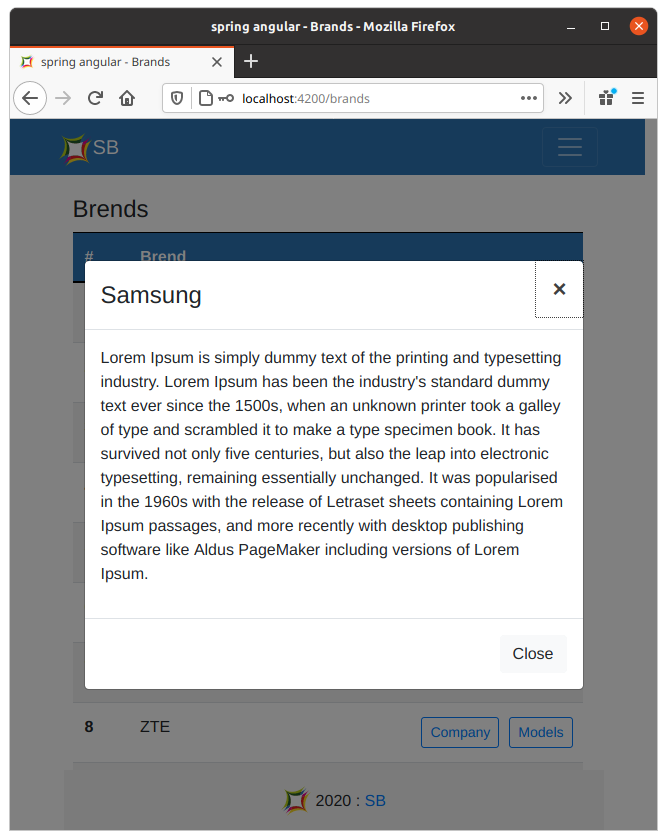 spring angular - Brands - Mozilla Firefox
spring angular - Brands
localhost:4200/brands
SB
Brends
# Brend
Samsung
×
Lorem Ipsum is simply dummy text of the printing and typesetting
industry. Lorem Ipsum has been the industry's standard dummy
text ever since the 1500s, when an unknown printer took a galley
of type and scrambled it to make a type specimen book. It has
survived not only five centuries, but also the leap into electronic
typesetting, remaining essentially unchanged. It was popularised
in the 1960s with the release of Letraset sheets containing Lorem
Ipsum passages, and more recently with desktop publishing
software like Aldus PageMaker including versions of Lorem
Ipsum.
Close
8 ZTE Company Models
2020 : SB